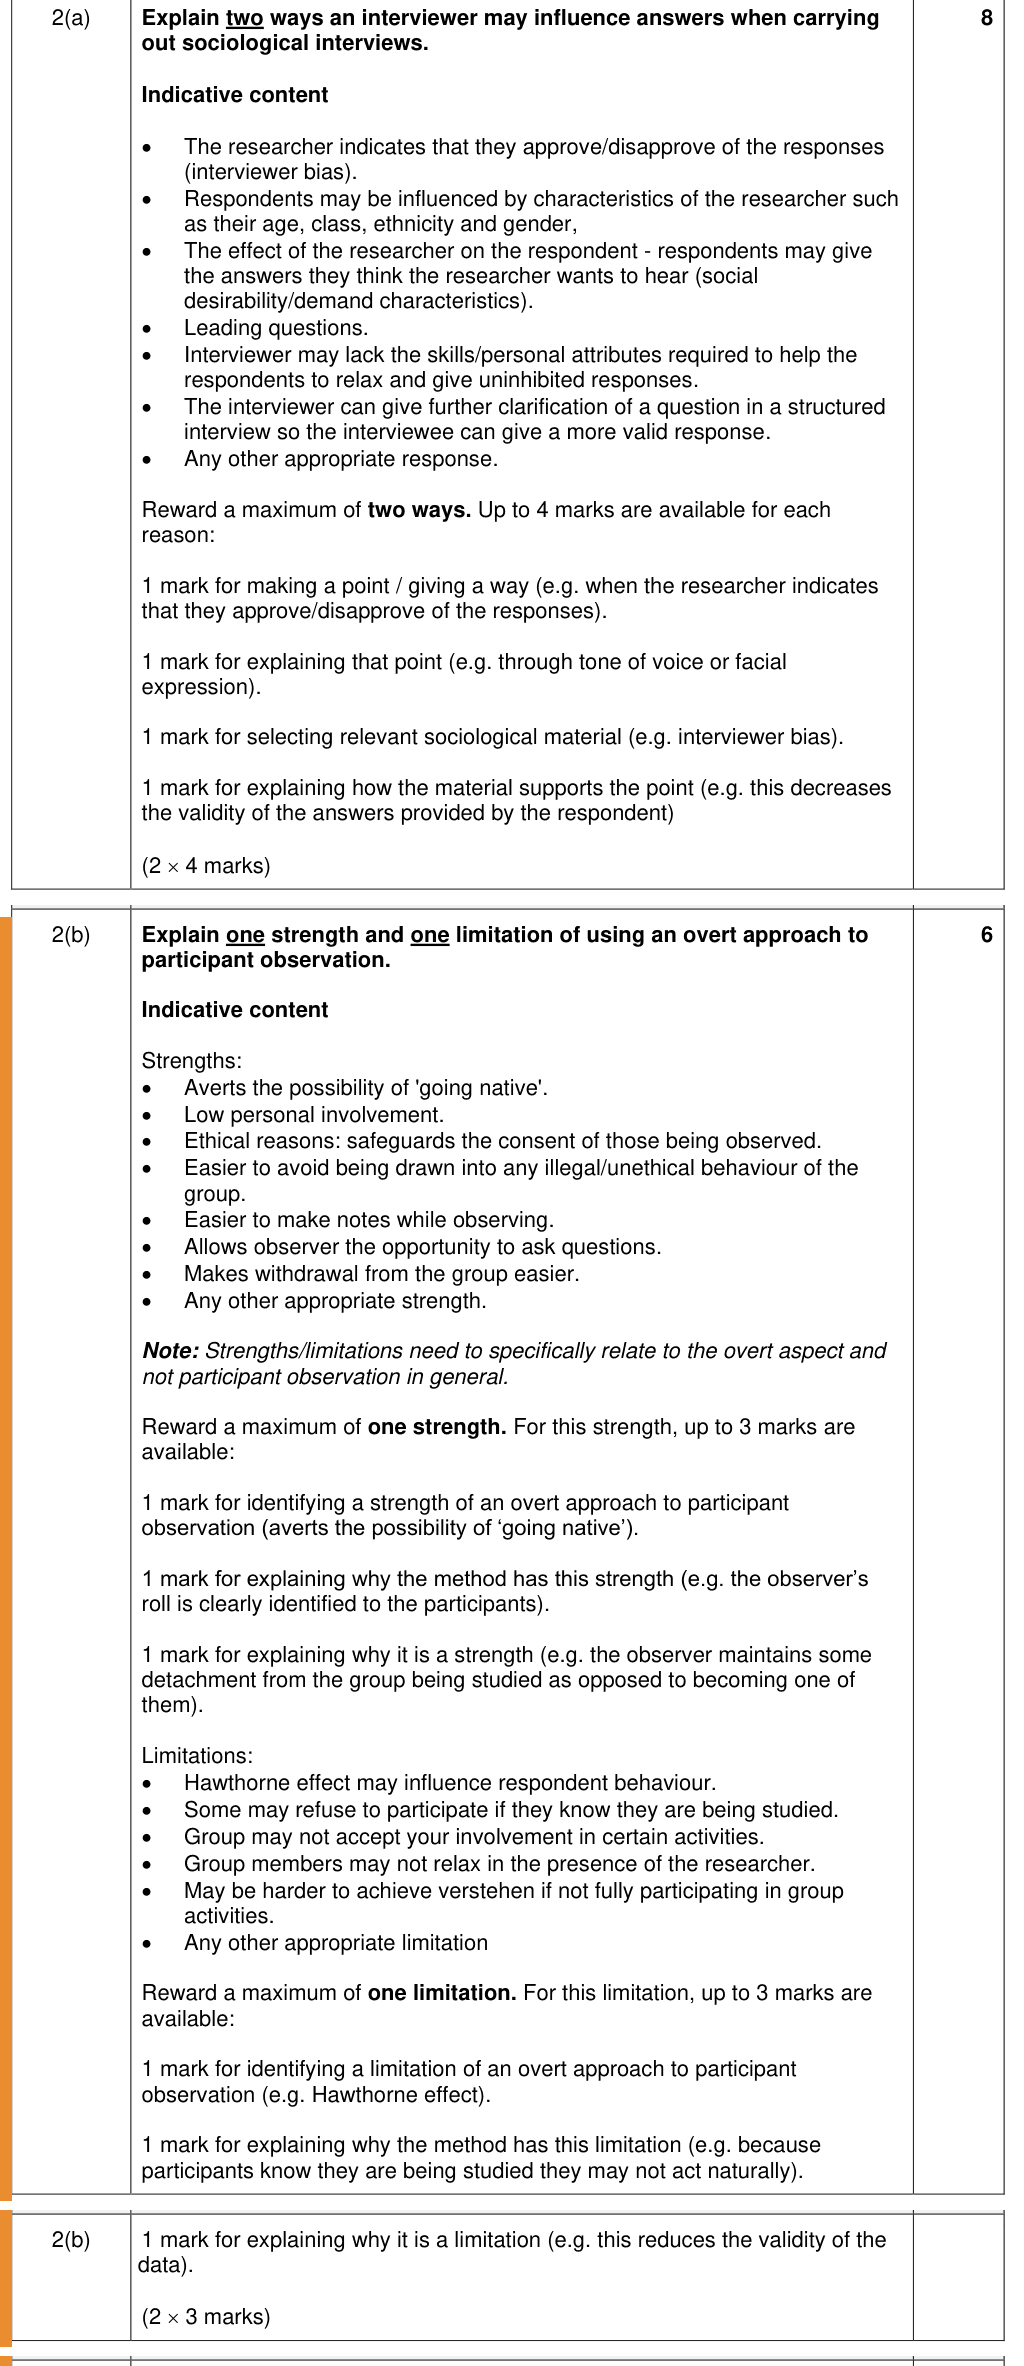 2(a) Explain two ways an interviewer may influence answers when carrying 8
out sociological interviews.
Indicative content
• The researcher indicates that they approve/disapprove of the responses
(interviewer bias).
• Respondents may be influenced by characteristics of the researcher such
as their age, class, ethnicity and gender,
• The effect of the researcher on the respondent - respondents may give
the answers they think the researcher wants to hear (social
desirability/demand characteristics).
• Leading questions.
• Interviewer may lack the skills/personal attributes required to help the
respondents to relax and give uninhibited responses.
• The interviewer can give further clarification of a question in a structured
interview so the interviewee can give a more valid response.
• Any other appropriate response.
Reward a maximum of two ways. Up to 4 marks are available for each
reason:
1 mark for making a point / giving a way (e.g. when the researcher indicates
that they approve/disapprove of the responses).
1 mark for explaining that point (e.g. through tone of voice or facial
expression).
1 mark for selecting relevant sociological material (e.g. interviewer bias).
1 mark for explaining how the material supports the point (e.g. this decreases
the validity of the answers provided by the respondent)
(2 × 4 marks)
2(b) Explain one strength and one limitation of using an overt approach to 6
participant observation.
Indicative content
Strengths:
• Averts the possibility of 'going native'.
• Low personal involvement.
• Ethical reasons: safeguards the consent of those being observed.
• Easier to avoid being drawn into any illegal/unethical behaviour of the
group.
• Easier to make notes while observing.
• Allows observer the opportunity to ask questions.
• Makes withdrawal from the group easier.
• Any other appropriate strength.
Note: Strengths/limitations need to specifically relate to the overt aspect and
not participant observation in general.
Reward a maximum of one strength. For this strength, up to 3 marks are
available:
1 mark for identifying a strength of an overt approach to participant
observation (averts the possibility of ‘going native’).
1 mark for explaining why the method has this strength (e.g. the observer’s
roll is clearly identified to the participants).
1 mark for explaining why it is a strength (e.g. the observer maintains some
detachment from the group being studied as opposed to becoming one of
them).
Limitations:
• Hawthorne effect may influence respondent behaviour.
• Some may refuse to participate if they know they are being studied.
• Group may not accept your involvement in certain activities.
• Group members may not relax in the presence of the researcher.
• May be harder to achieve verstehen if not fully participating in group
activities.
• Any other appropriate limitation
Reward a maximum of one limitation. For this limitation, up to 3 marks are
available:
1 mark for identifying a limitation of an overt approach to participant
observation (e.g. Hawthorne effect).
1 mark for explaining why the method has this limitation (e.g. because
participants know they are being studied they may not act naturally).
2(b) 1 mark for explaining why it is a limitation (e.g. this reduces the validity of the
data).
(2 × 3 marks)